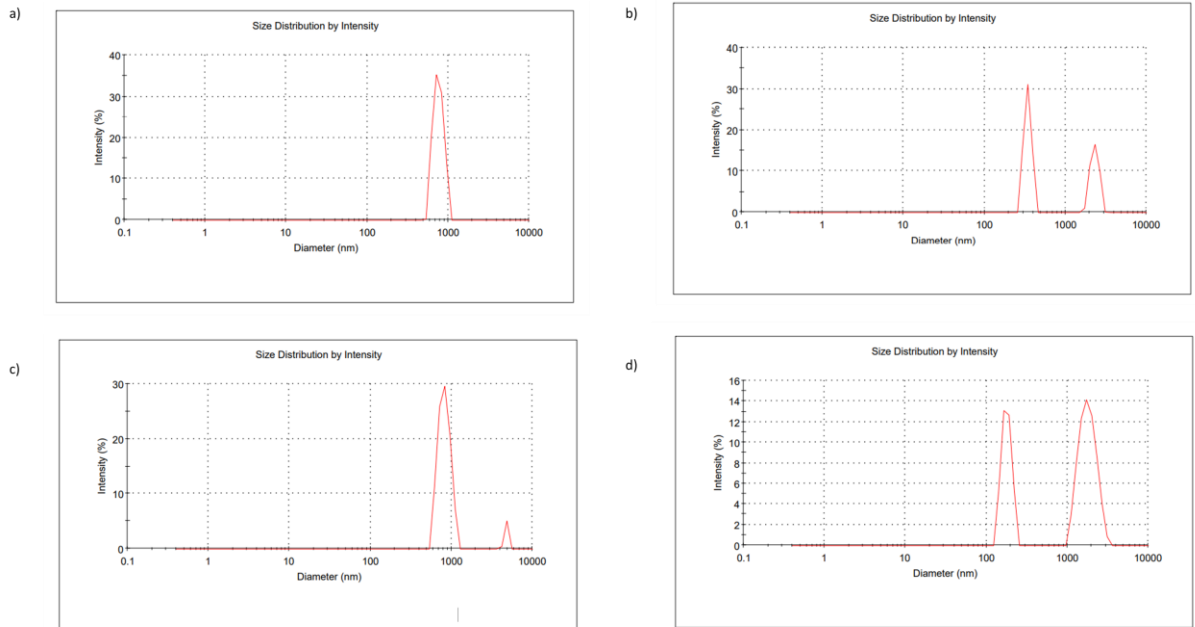 a)
Size Distribution by Intensity
40
30
20
10
0
Intensity (%)
0.1 1 10 100 1000 10000
Diameter (nm)
b)
Size Distribution by Intensity
40
30
20
10
0
Intensity (%)
0.1 1 10 100 1000 10000
Diameter (nm)
c)
Size Distribution by Intensity
30
20
10
0
Intensity (%)
0.1 1 10 100 1000 10000
Diameter (nm)
d)
Size Distribution by Intensity
16
14
12
10
8
6
4
2
0
Intensity (%)
0.1 1 10 100 1000 10000
Diameter (nm)